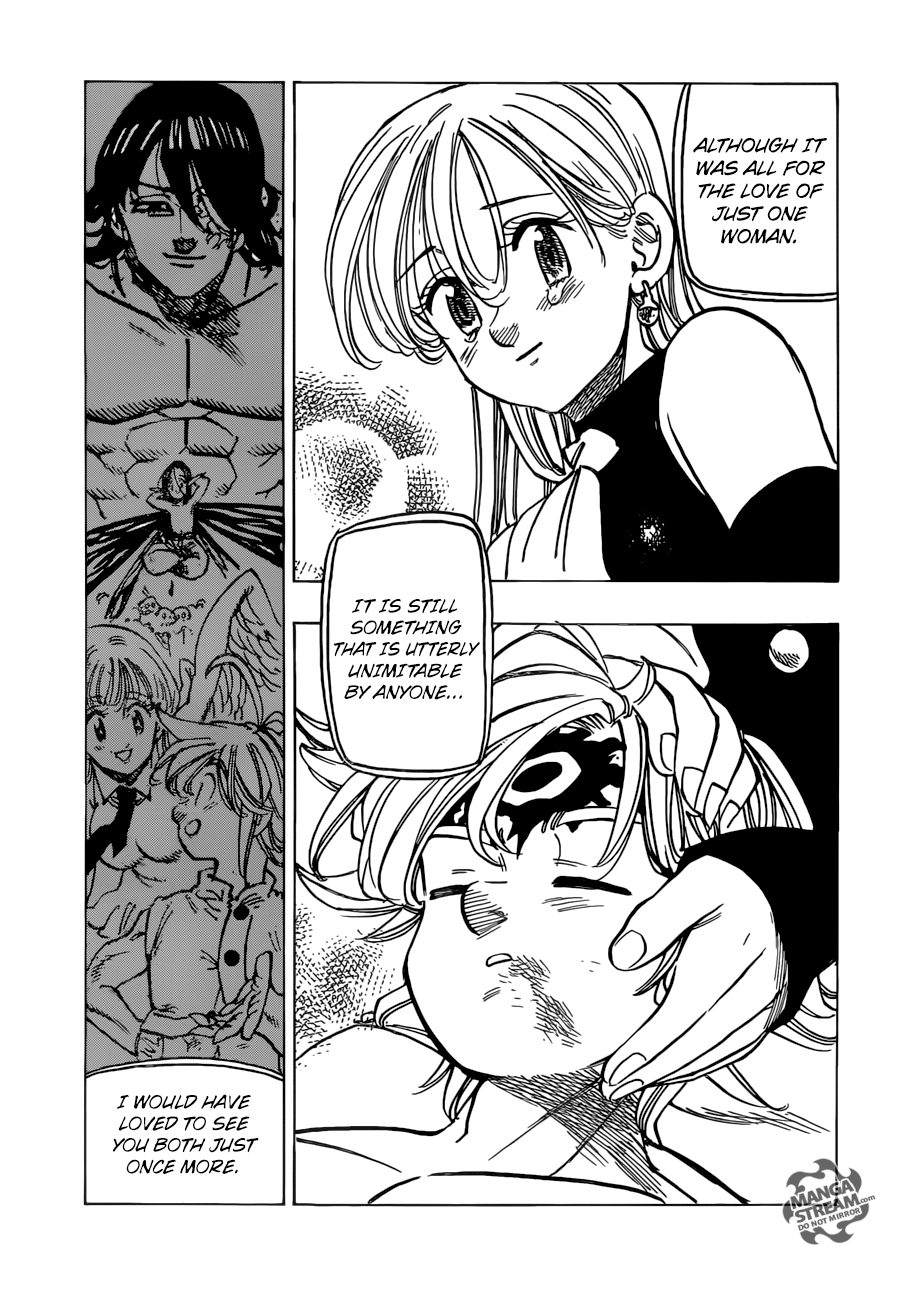 ALTHOUGH IT
WAS ALL FOR
THE LOVE OF
JUST ONE
WOMAN.
IT IS STILL
SOMETHING
THAT IS UTTERLY
UNIMITABLE
BY ANYONE...
I WOULD HAVE
LOVED TO SEE
YOU BOTH JUST
ONCE MORE.
MANGA
STREAM.com
DO NOT MIRROR